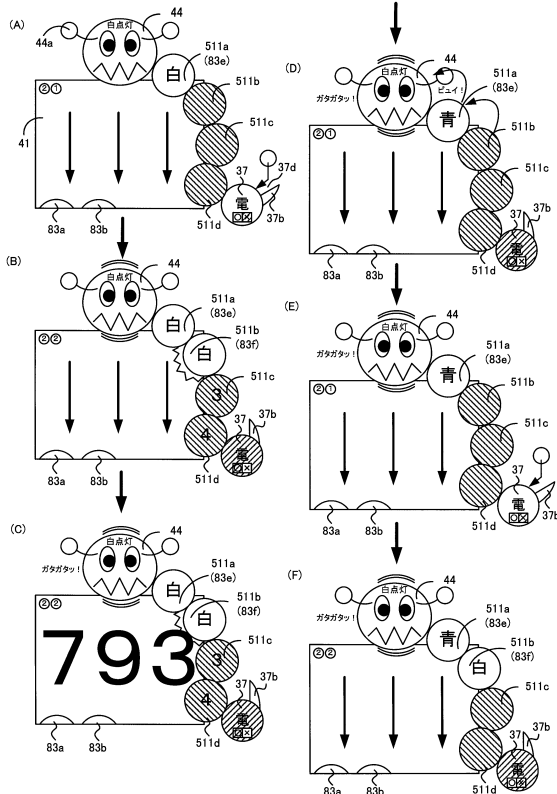 (A)
44a
白点灯
44
511a
(83e)
白
②①
511b
511c
41
37
37d
電
○×
37b
83a
83b
511d
(B)
白点灯
44
511a
(83e)
白
511b
(83f)
白
②②
511c
3
37b
4
37
電
○×
83a
83b
511d
(C)
白点灯
44
ガタガタッ！
511a
(83e)
白
511b
(83f)
白
②②
793
511c
3
37b
4
37
電
○×
83a
83b
511d
(D)
白点灯
44
ガタガタッ！
ピュイ！
511a
(83e)
青
②①
511b
511c
37
37b
電
○×
83a
83b
511d
(E)
白点灯
44
ガタガタッ！
511a
(83e)
青
②①
511b
511c
37
電
○×
37b
83a
83b
511d
(F)
白点灯
44
ガタガタッ！
511a
(83e)
青
511b
(83f)
白
②②
511c
37b
37
電
○×
83a
83b
511d